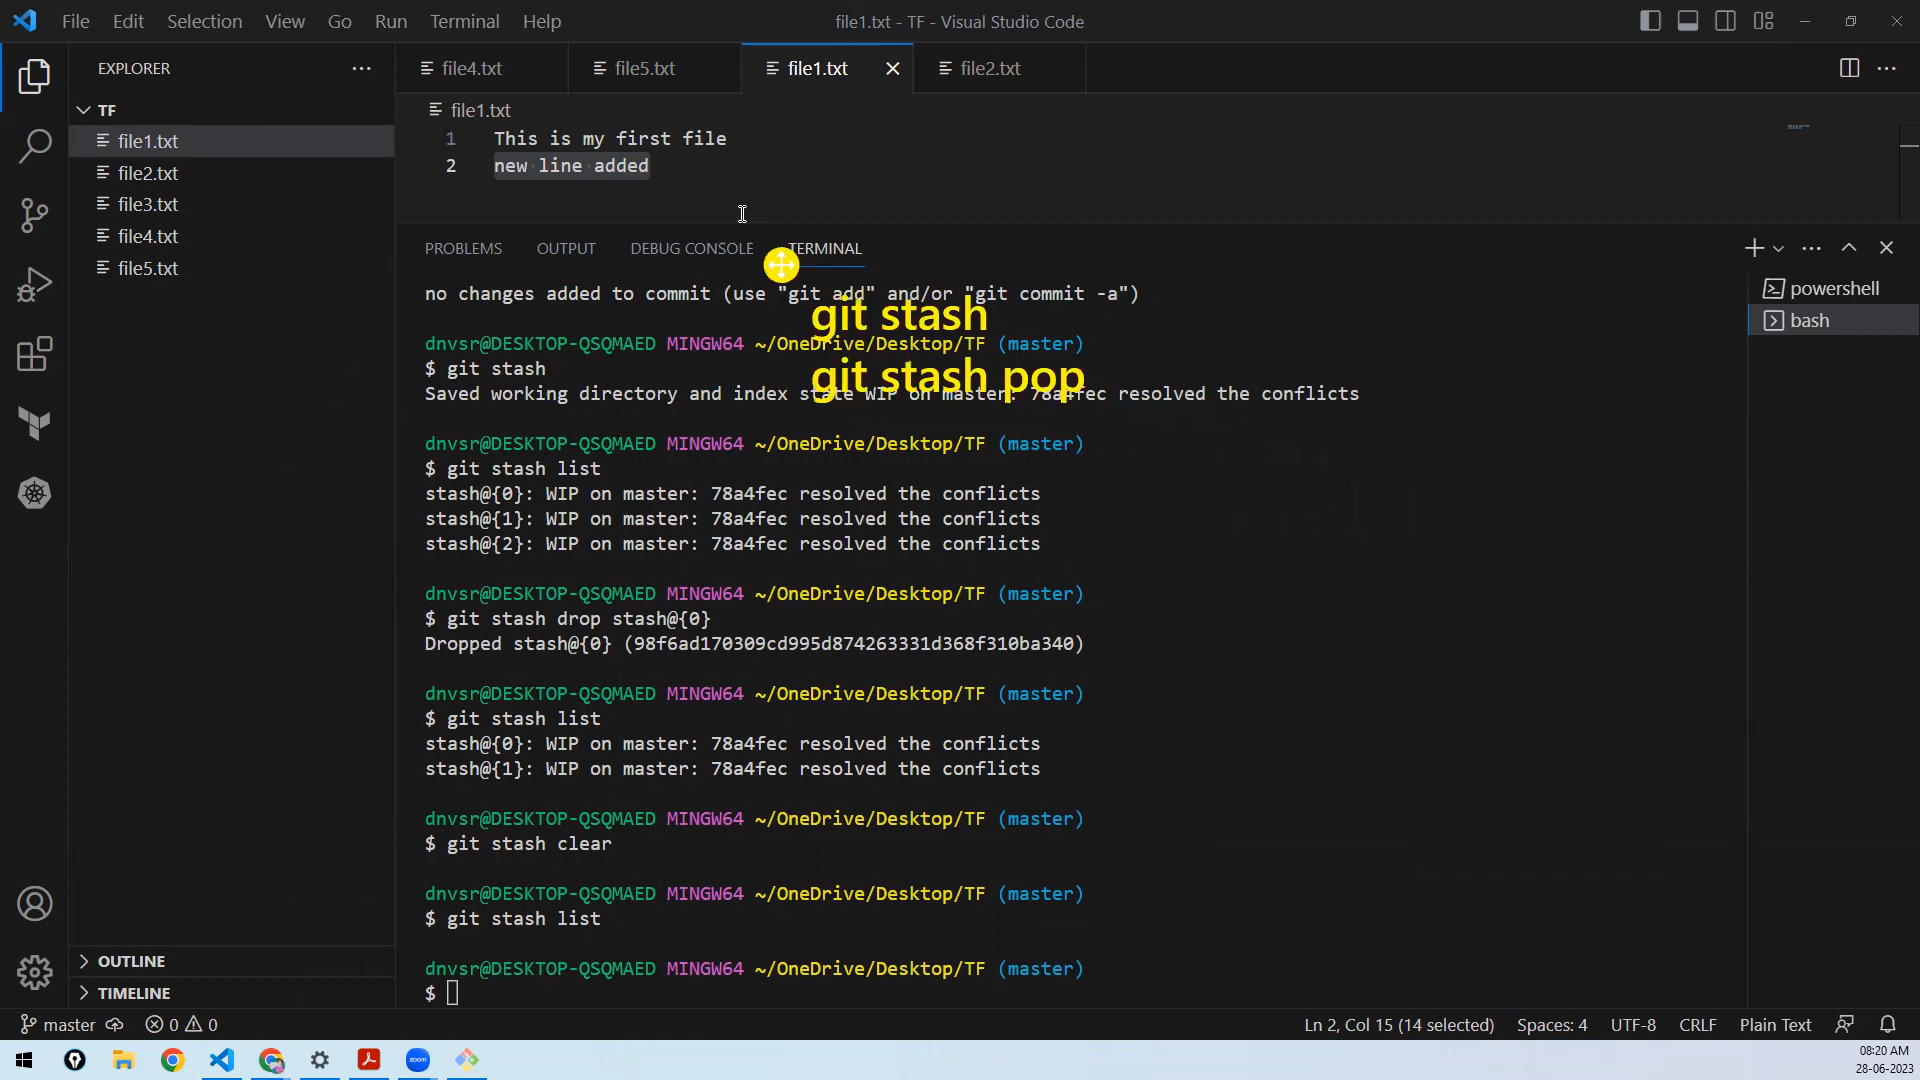 File Edit Selection View Go Run Terminal Help
file1.txt - TF - Visual Studio Code
EXPLORER
TF
file1.txt
file2.txt
file3.txt
file4.txt
file5.txt
OUTLINE
TIMELINE
file4.txt file5.txt file1.txt file2.txt
file1.txt
1 This is my first file
2 new line added
PROBLEMS OUTPUT DEBUG CONSOLE TERMINAL
no changes added to commit (use "git add" and/or "git commit -a")
git stash
git stash pop
dnvsr@DESKTOP-QSQMAED MINGW64 ~/OneDrive/Desktop/TF (master)
$ git stash
Saved working directory and index state WIP on master: 78a4fec resolved the conflicts
dnvsr@DESKTOP-QSQMAED MINGW64 ~/OneDrive/Desktop/TF (master)
$ git stash list
stash@{0}: WIP on master: 78a4fec resolved the conflicts
stash@{1}: WIP on master: 78a4fec resolved the conflicts
stash@{2}: WIP on master: 78a4fec resolved the conflicts
dnvsr@DESKTOP-QSQMAED MINGW64 ~/OneDrive/Desktop/TF (master)
$ git stash drop stash@{0}
Dropped stash@{0} (98f6ad170309cd995d874263331d368f310ba340)
dnvsr@DESKTOP-QSQMAED MINGW64 ~/OneDrive/Desktop/TF (master)
$ git stash list
stash@{0}: WIP on master: 78a4fec resolved the conflicts
stash@{1}: WIP on master: 78a4fec resolved the conflicts
dnvsr@DESKTOP-QSQMAED MINGW64 ~/OneDrive/Desktop/TF (master)
$ git stash clear
dnvsr@DESKTOP-QSQMAED MINGW64 ~/OneDrive/Desktop/TF (master)
$ git stash list
dnvsr@DESKTOP-QSQMAED MINGW64 ~/OneDrive/Desktop/TF (master)
$
powershell
bash
master 0 0
Ln 2, Col 15 (14 selected) Spaces: 4 UTF-8 CRLF Plain Text
zoom
08:20 AM
28-06-2023